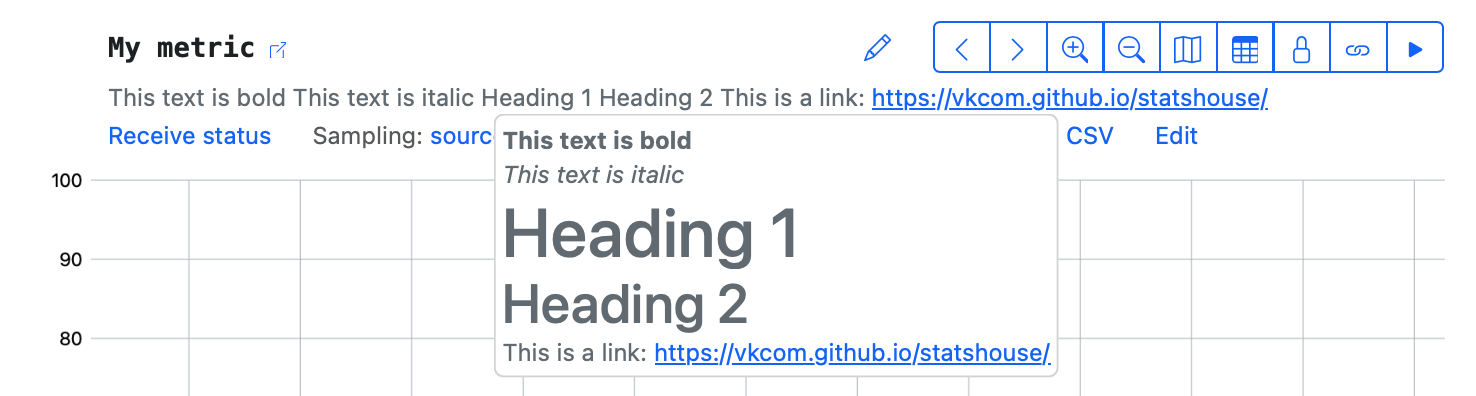 My metric
This text is bold This text is italic Heading 1 Heading 2 This is a link: https://vkcom.github.io/statshouse/
Receive status Sampling: sourc CSV Edit
This text is bold
This text is italic
Heading 1
Heading 2
This is a link: https://vkcom.github.io/statshouse/
100
90
80